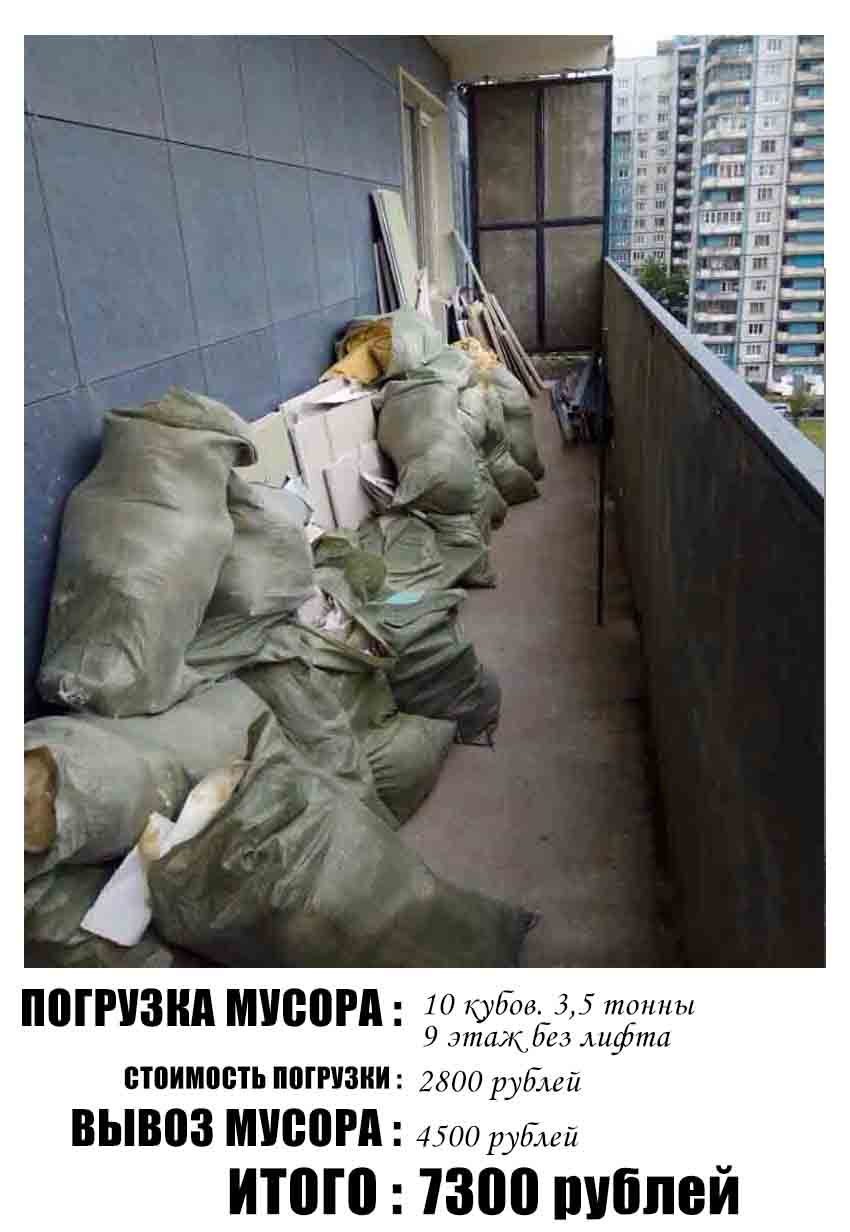 ПОГРУЗКА МУСОРА : 10 кубов. 3,5 тонны
9 этаж без лифта
СТОИМОСТЬ ПОГРУЗКИ : 2800 рублей
ВЫВОЗ МУСОРА : 4500 рублей
ИТОГО : 7300 рублей